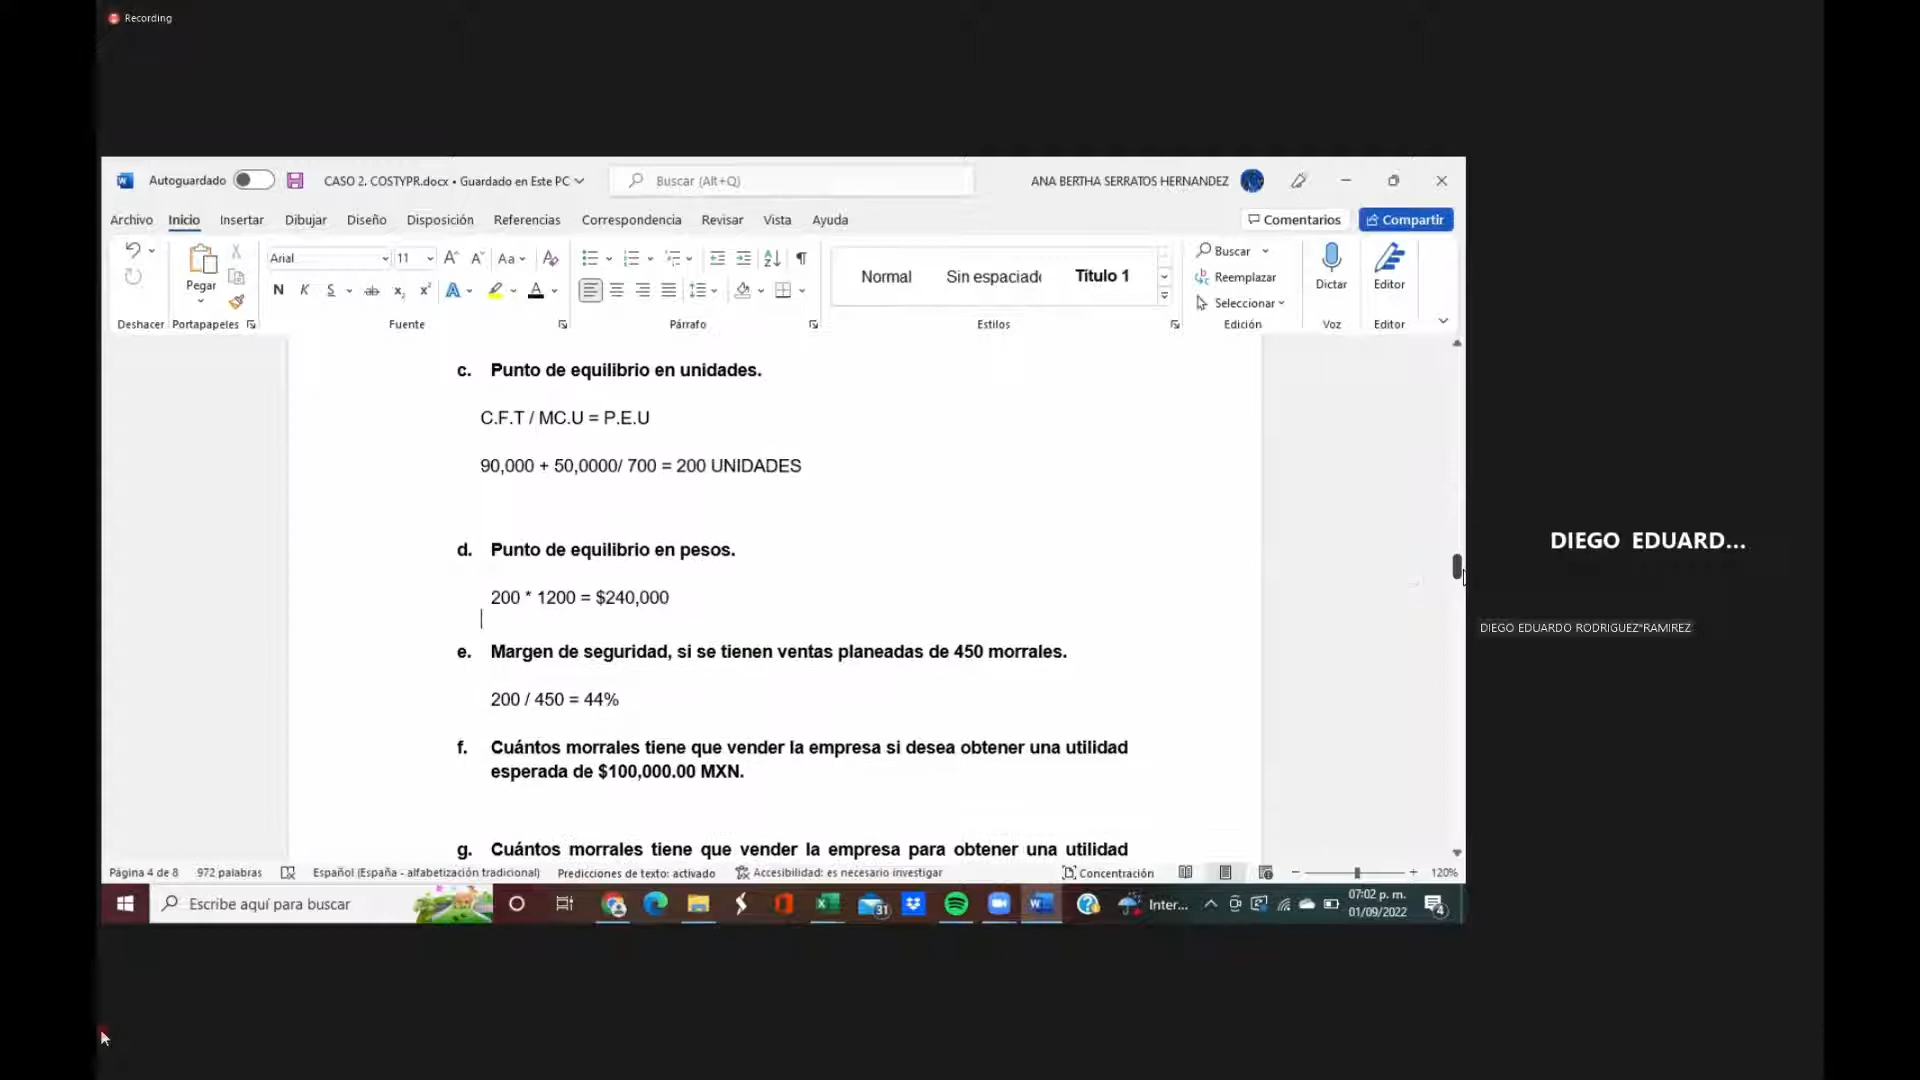 Recording
Autoguardado
CASO 2. COSTYPR.docx • Guardado en Este PC
Buscar (Alt+Q)
ANA BERTHA SERRATOS HERNANDEZ
Archivo Inicio Insertar Dibujar Diseño Disposición Referencias Correspondencia Revisar Vista Ayuda
Comentarios Compartir
Pegar
Arial 11
Normal Sin espaciado Título 1
Buscar
Reemplazar
Seleccionar
Dictar
Editor
Deshacer Portapapeles Fuente Párrafo Estilos Edición Voz Editor
c. Punto de equilibrio en unidades.
C.F.T / MC.U = P.E.U
90,000 + 50,0000/ 700 = 200 UNIDADES
d. Punto de equilibrio en pesos.
200 * 1200 = $240,000
e. Margen de seguridad, si se tienen ventas planeadas de 450 morrales.
200 / 450 = 44%
f. Cuántos morrales tiene que vender la empresa si desea obtener una utilidad
esperada de $100,000.00 MXN.
g. Cuántos morrales tiene que vender la empresa para obtener una utilidad
Página 4 de 8 972 palabras Español (España - alfabetización tradicional) Predicciones de texto: activado Accesibilidad: es necesario investigar Concentración 120%
Escribe aquí para buscar
31
Inter...
07:02 p. m.
01/09/2022
4
DIEGO EDUARD...
DIEGO EDUARDO RODRIGUEZ*RAMIREZ